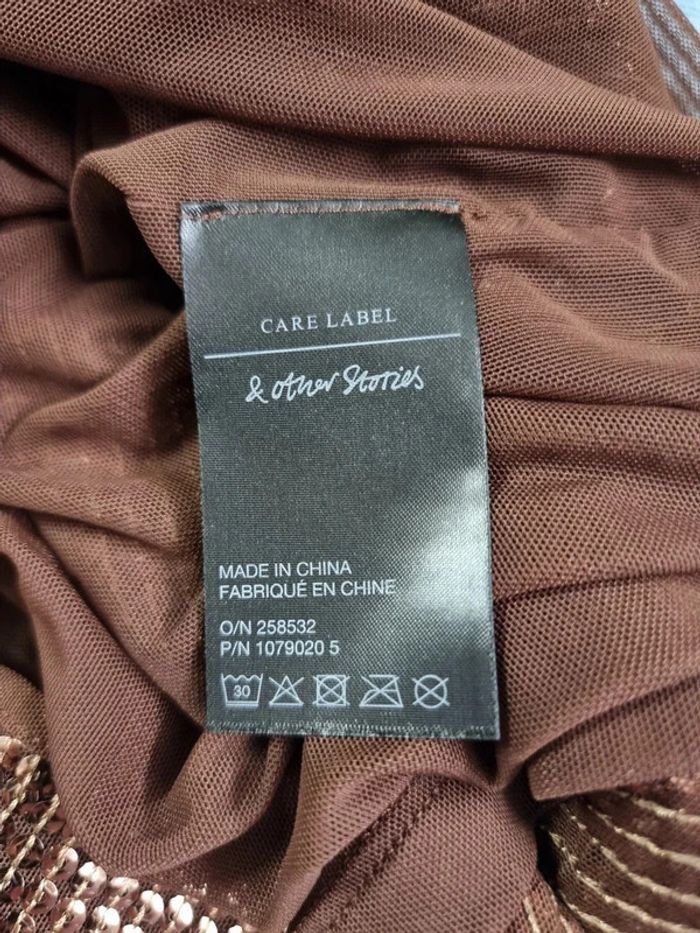 CARE LABEL
& other Stories
MADE IN CHINA
FABRIQUÉ EN CHINE
O/N 258532
P/N 1079020 5
30